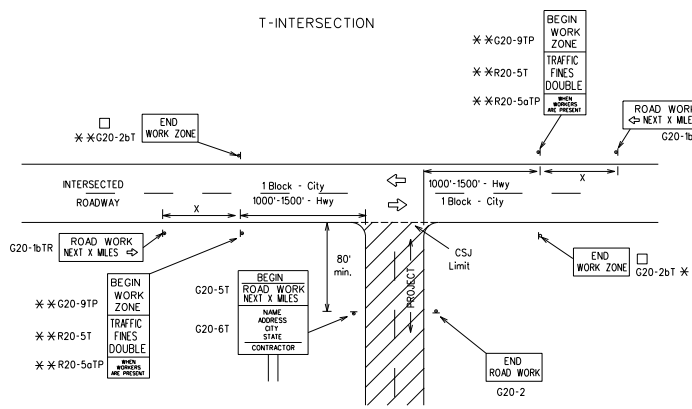 T-INTERSECTION
✶ ✶G20-9TP
BEGIN
WORK
ZONE
✶ ✶R20-5T
TRAFFIC
FINES
DOUBLE
✶ ✶R20-5aTP
WHEN
WORKERS
ARE PRESENT
ROAD WORK
⇦ NEXT X MILES
G20-1b
□
✶ ✶G20-2bT
END
WORK ZONE
INTERSECTED
ROADWAY
1 Block - City
1000'-1500' - Hwy
⇦
⇨
1000'-1500' - Hwy
1 Block - City
X
X
G20-1bTR
ROAD WORK
NEXT X MILES ⇨
80'
min.
CSJ
Limit
PROJECT
END
WORK ZONE
□
G20-2bT ✶
✶ ✶G20-9TP
BEGIN
WORK
ZONE
✶ ✶R20-5T
TRAFFIC
FINES
DOUBLE
✶ ✶R20-5aTP
WHEN
WORKERS
ARE PRESENT
G20-5T
BEGIN
ROAD WORK
NEXT X MILES
G20-6T
NAME
ADDRESS
CITY
STATE
CONTRACTOR
END
ROAD WORK
G20-2